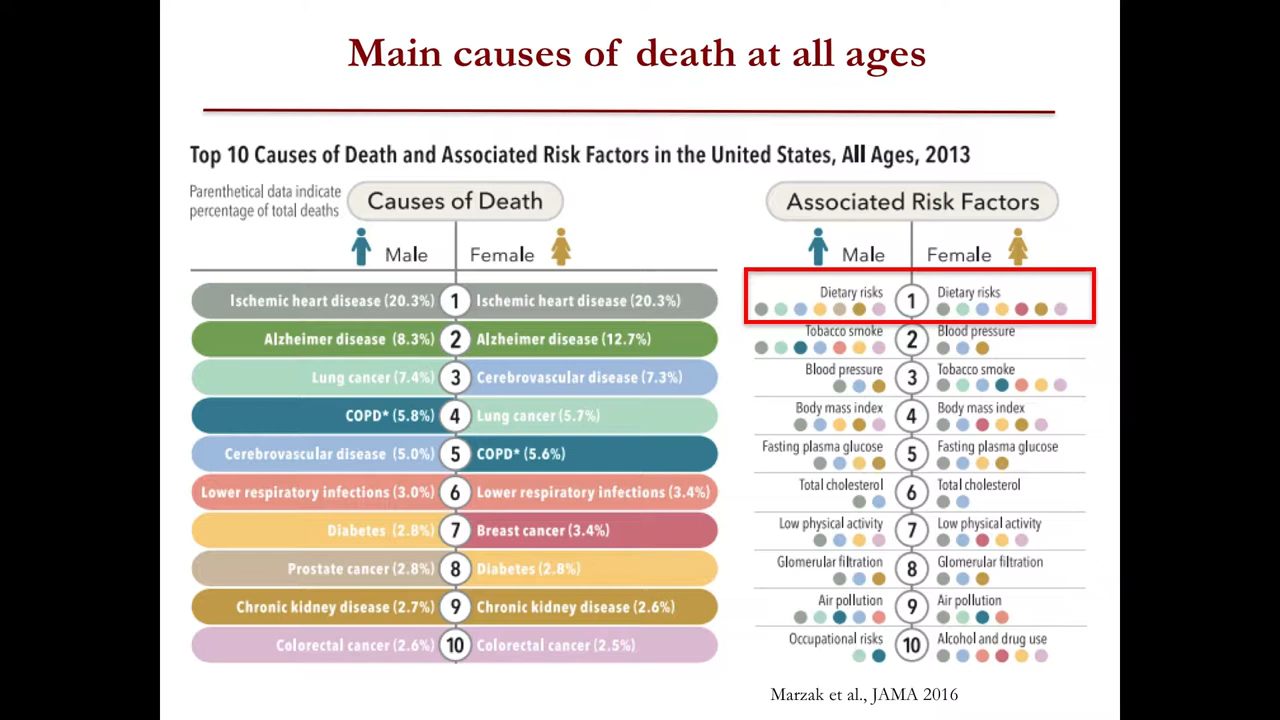 Main causes of death at all ages
Top 10 Causes of Death and Associated Risk Factors in the United States, All Ages, 2013
Parenthetical data indicate
percentage of total deaths
Causes of Death
Male Female
Ischemic heart disease (20.3%) 1 Ischemic heart disease (20.3%)
Alzheimer disease (8.3%) 2 Alzheimer disease (12.7%)
Lung cancer (7.4%) 3 Cerebrovascular disease (7.3%)
COPD* (5.8%) 4 Lung cancer (5.7%)
Cerebrovascular disease (5.0%) 5 COPD* (5.6%)
Lower respiratory infections (3.0%) 6 Lower respiratory infections (3.4%)
Diabetes (2.8%) 7 Breast cancer (3.4%)
Prostate cancer (2.8%) 8 Diabetes (2.8%)
Chronic kidney disease (2.7%) 9 Chronic kidney disease (2.6%)
Colorectal cancer (2.6%) 10 Colorectal cancer (2.5%)
Associated Risk Factors
Male Female
Dietary risks 1 Dietary risks
Tobacco smoke 2 Blood pressure
Blood pressure 3 Tobacco smoke
Body mass index 4 Body mass index
Fasting plasma glucose 5 Fasting plasma glucose
Total cholesterol 6 Total cholesterol
Low physical activity 7 Low physical activity
Glomerular filtration 8 Glomerular filtration
Air pollution 9 Air pollution
Occupational risks 10 Alcohol and drug use
Marzak et al., JAMA 2016